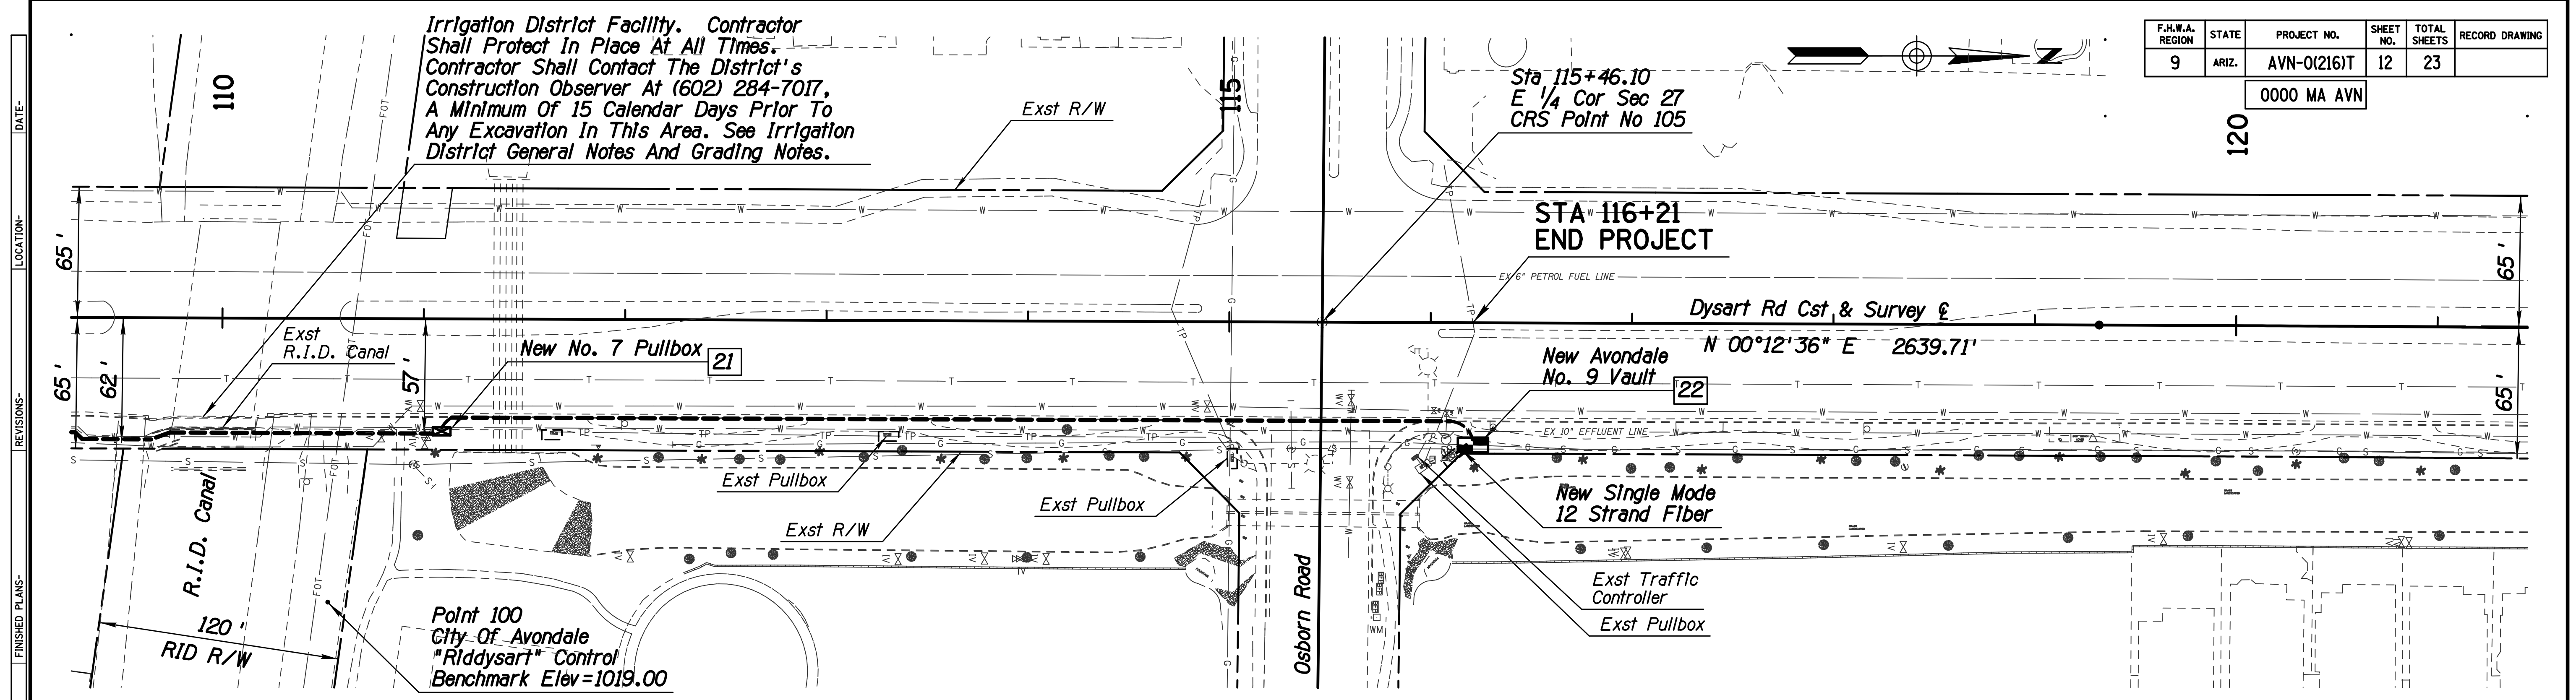 Irrigation District Facility. Contractor
Shall Protect In Place At All Times.
Contractor Shall Contact The District's
Construction Observer At (602) 284-7017,
A Minimum Of 15 Calendar Days Prior To
Any Excavation In This Area. See Irrigation
District General Notes And Grading Notes.
110
115
120
Exst R/W
Sta 115+46.10
E 1/4 Cor Sec 27
CRS Point No 105
F.H.W.A. REGION
STATE
PROJECT NO.
SHEET NO.
TOTAL SHEETS
RECORD DRAWING
9
ARIZ.
AVN-0(216)T
12
23
0000 MA AVN
DATE-
LOCATION-
REVISIONS-
FINISHED PLANS-
STA 116+21
END PROJECT
EX 6" PETROL FUEL LINE
65'
65'
65'
65'
62'
57'
Dysart Rd Cst & Survey ℄
N 00°12'36" E 2639.71'
Exst
R.I.D. Canal
New No. 7 Pullbox
21
New Avondale
No. 9 Vault
22
EX 10" EFFLUENT LINE
Exst Pullbox
Exst Pullbox
Exst R/W
New Single Mode
12 Strand Fiber
Exst Traffic
Controller
Exst Pullbox
R.I.D. Canal
120'
RID R/W
Point 100
City Of Avondale
"Riddysart" Control
Benchmark Elev=1019.00
Osborn Road